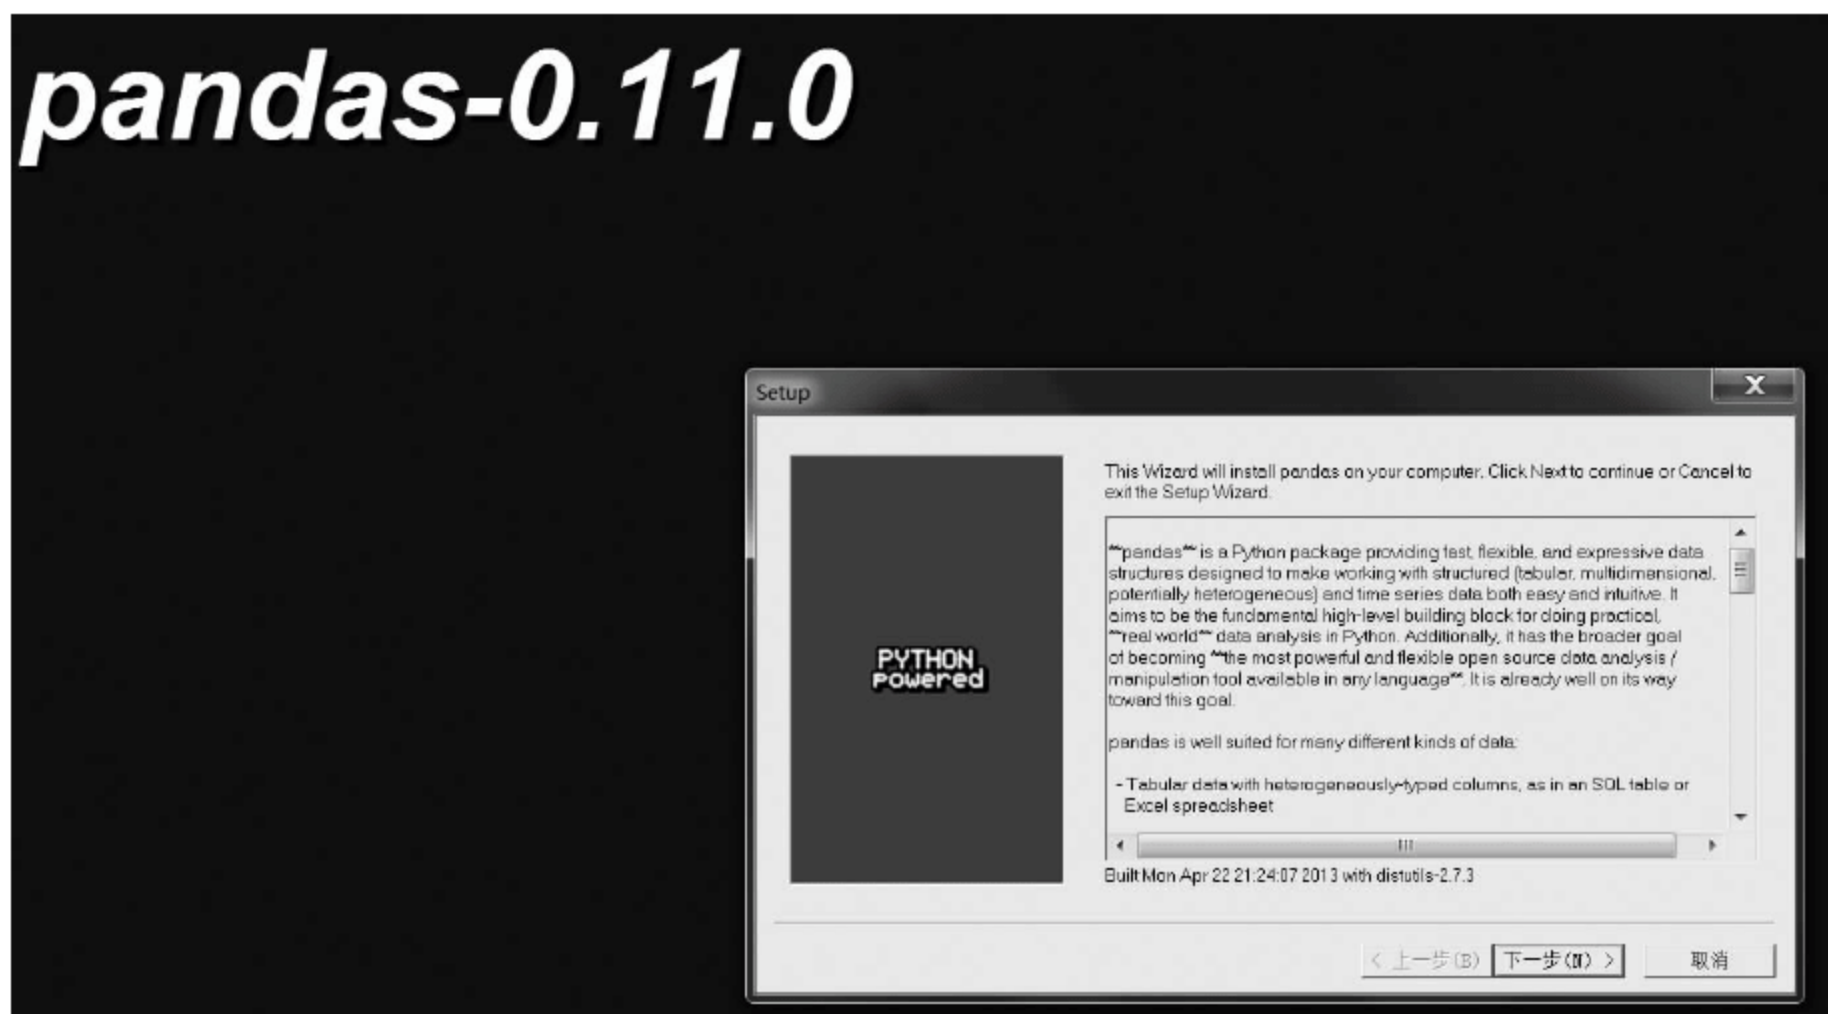 pandas-0.11.0
Setup
This Wizard will install pandas on your computer. Click Next to continue or Cancel to
exit the Setup Wizard.
**pandas** is a Python package providing fast, flexible, and expressive data
structures designed to make working with structured (tabular, multidimensional,
potentially heterogeneous) and time series data both easy and intuitive. It
aims to be the fundamental high-level building block for doing practical,
**real world** data analysis in Python. Additionally, it has the broader goal
of becoming **the most powerful and flexible open source data analysis /
manipulation tool available in any language**. It is already well on its way
toward this goal.
pandas is well suited for many different kinds of data:
- Tabular data with heterogeneously-typed columns, as in an SQL table or
Excel spreadsheet
PYTHON
powered
Built Mon Apr 22 21:24:07 2013 with distutils-2.7.3
< 上一步(B)
下一步(N) >
取消